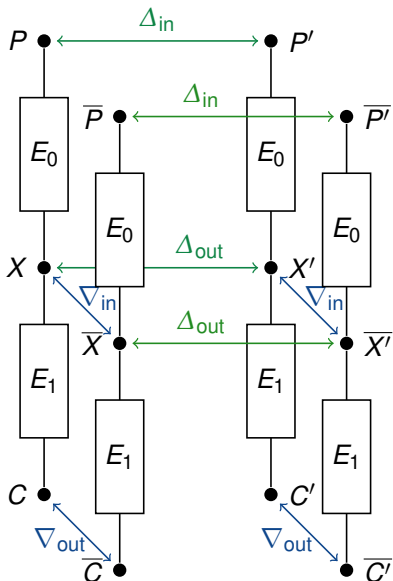 P Δin P′
P̅ Δin P̅′̅
E0 E0
E0 E0
X Δout X′
∇in ∇in
X̅ Δout X̅′̅
E1 E1
E1 E1
C C′
∇out ∇out
C̅ C̅′̅